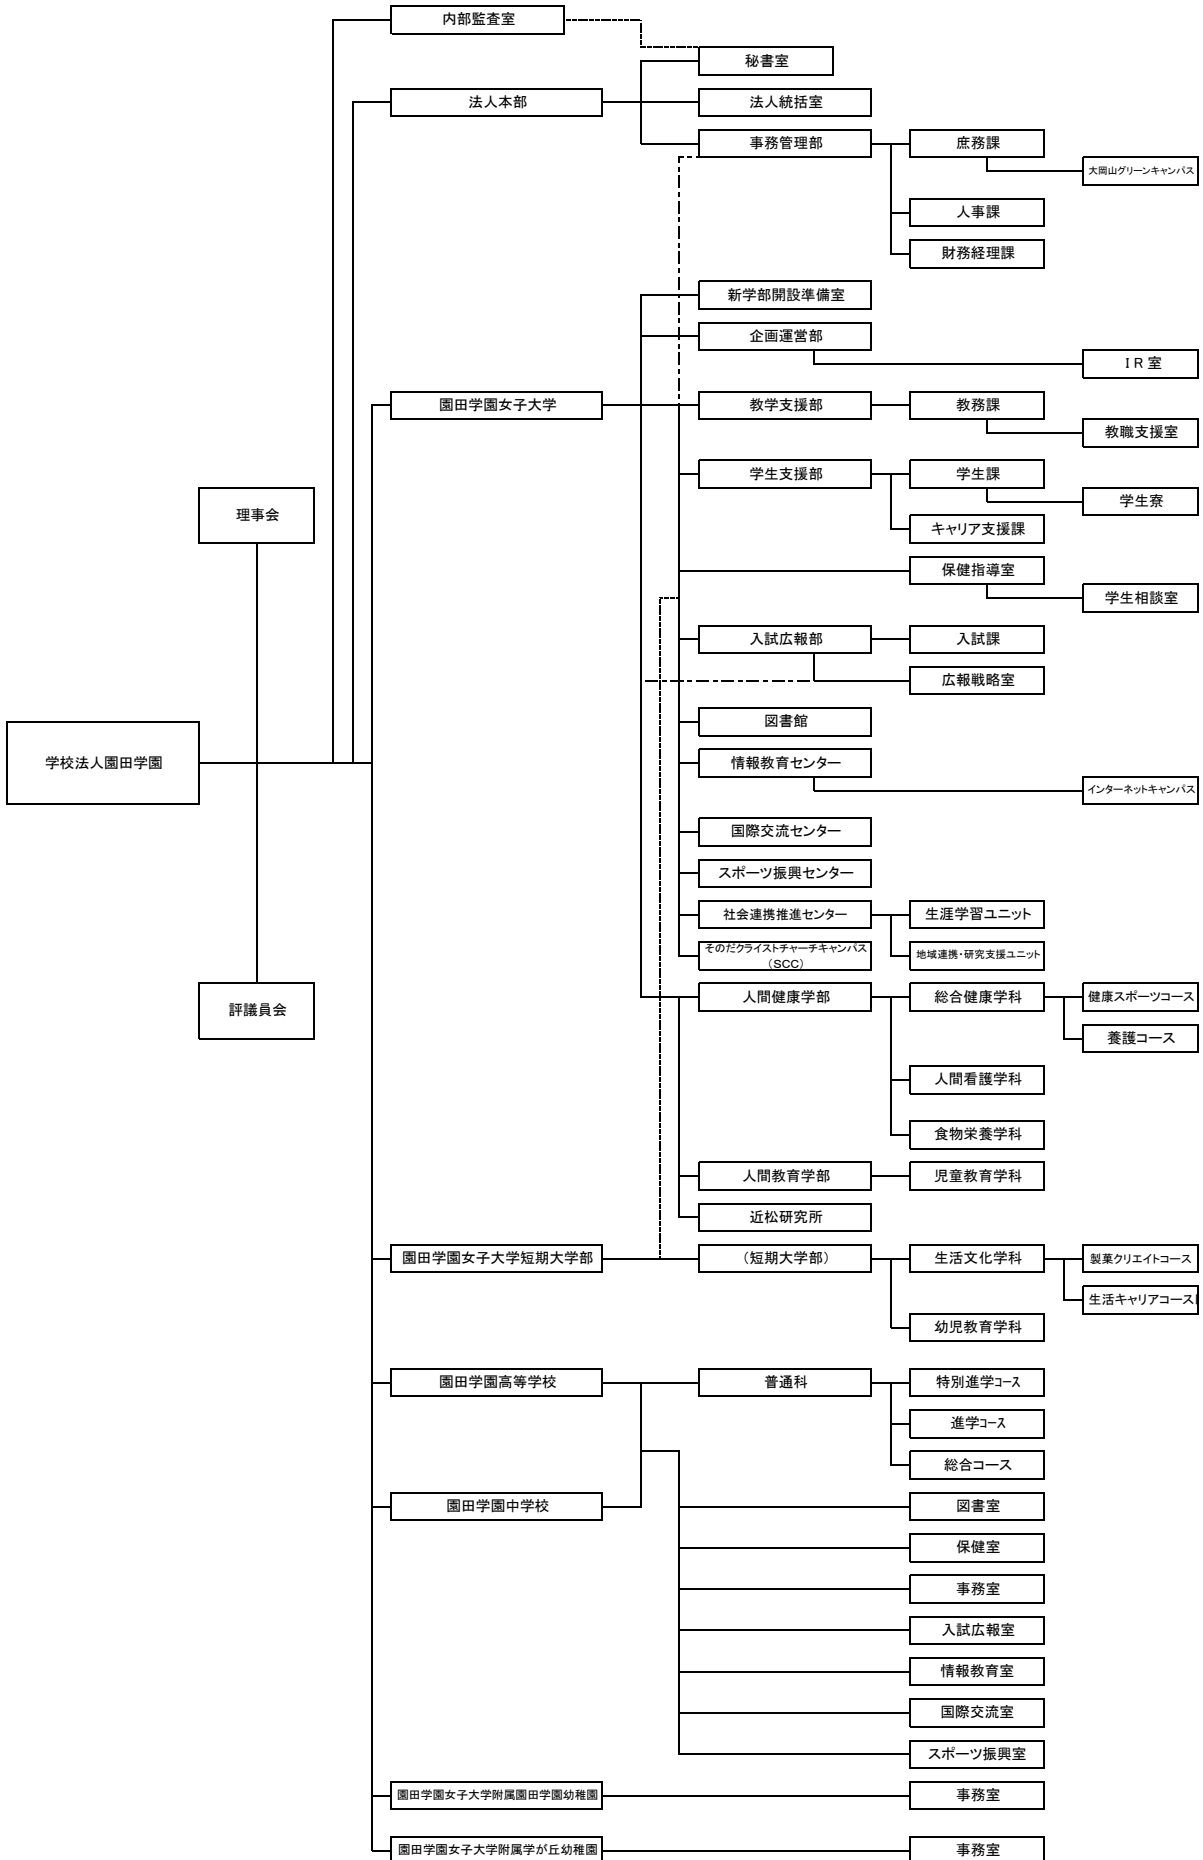 内部監査室
秘書室
法人本部
法人統括室
事務管理部
庶務課
大岡山グリーンキャンパス
人事課
財務経理課
新学部開設準備室
企画運営部
IR室
園田学園女子大学
教学支援部
教務課
教職支援室
学生支援部
学生課
理事会
学生寮
キャリア支援課
保健指導室
学生相談室
入試広報部
入試課
広報戦略室
図書館
学校法人園田学園
情報教育センター
インターネットキャンパス
国際交流センター
スポーツ振興センター
社会連携推進センター
生涯学習ユニット
そのだクライストチャーチキャンパス
(SCC)
地域連携・研究支援ユニット
評議員会
人間健康学部
総合健康学科
健康スポーツコース
養護コース
人間看護学科
食物栄養学科
人間教育学部
児童教育学科
近松研究所
園田学園女子大学短期大学部
(短期大学部)
生活文化学科
製菓クリエイトコース
生活キャリアコース
幼児教育学科
園田学園高等学校
普通科
特別進学コース
進学コース
総合コース
園田学園中学校
図書室
保健室
事務室
入試広報室
情報教育室
国際交流室
スポーツ振興室
園田学園女子大学附属園田学園幼稚園
事務室
園田学園女子大学附属学が丘幼稚園
事務室